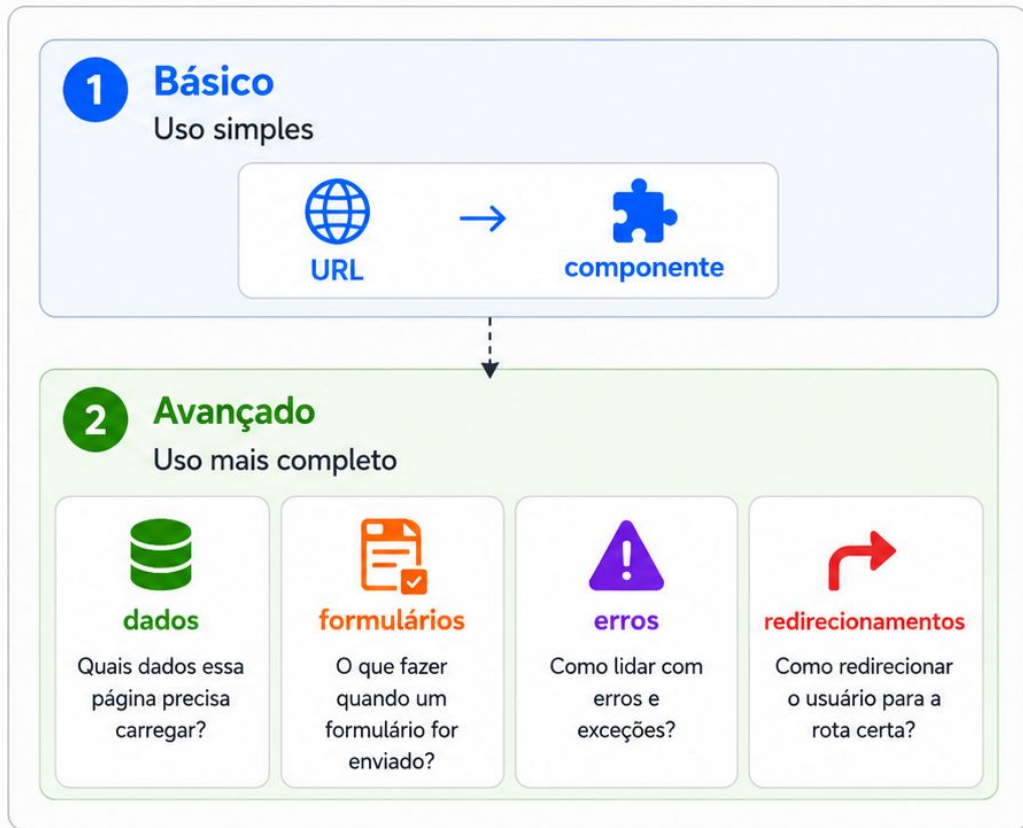 1
Básico
Uso simples
URL
componente
2
Avançado
Uso mais completo
dados
Quais dados essa
página precisa
carregar?
formulários
O que fazer
quando um
formulário for
enviado?
erros
Como lidar com
erros e
exceções?
redirecionamentos
Como redirecionar
o usuário para a
rota certa?